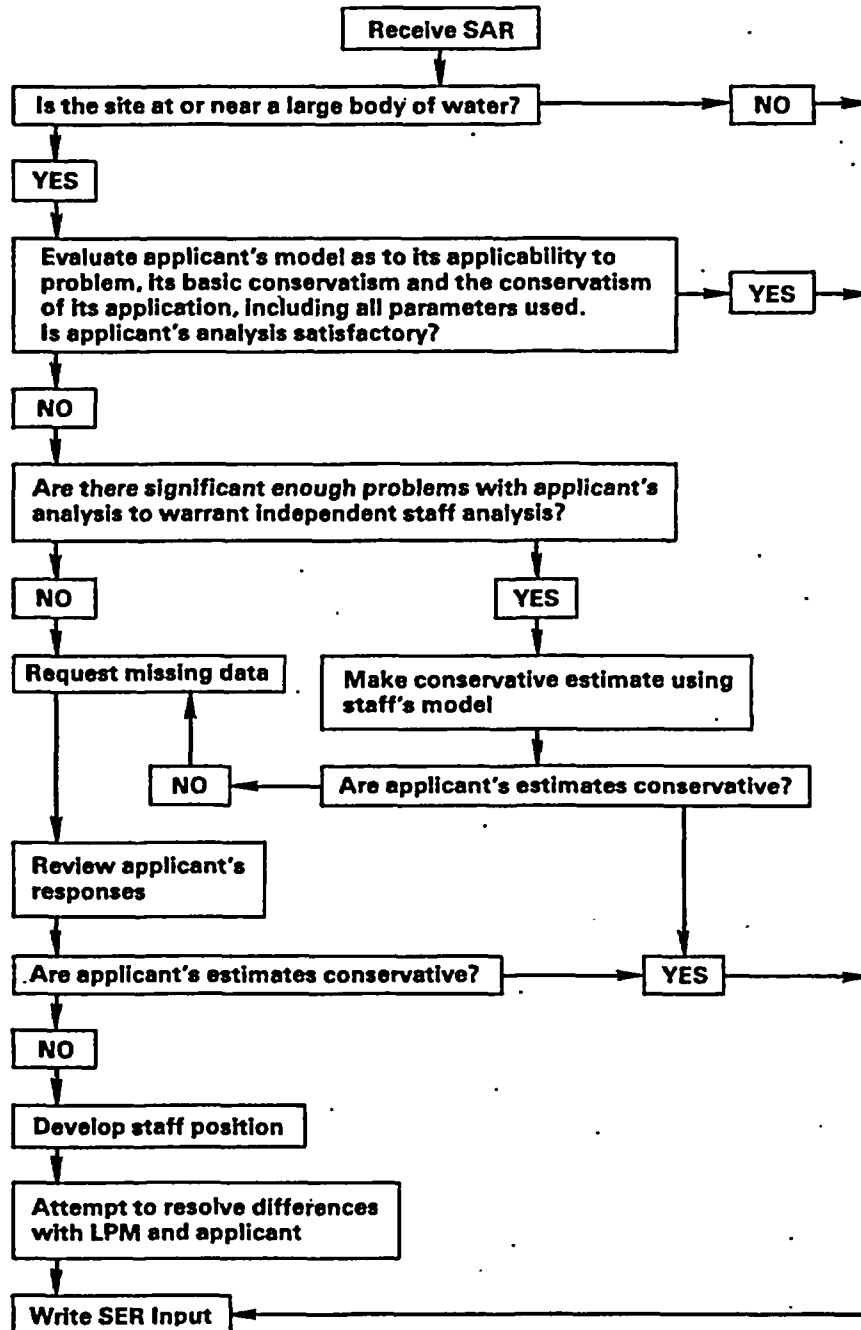 Receive SAR
Is the site at or near a large body of water?
NO
YES
Evaluate applicant's model as to its applicability to
problem, its basic conservatism and the conservatism
of its application, including all parameters used.
Is applicant's analysis satisfactory?
YES
NO
Are there significant enough problems with applicant's
analysis to warrant independent staff analysis?
NO
YES
Request missing data
Make conservative estimate using
staff's model
NO
Are applicant's estimates conservative?
Review applicant's
responses
Are applicant's estimates conservative?
YES
NO
Develop staff position
Attempt to resolve differences
with LPM and applicant
Write SER Input